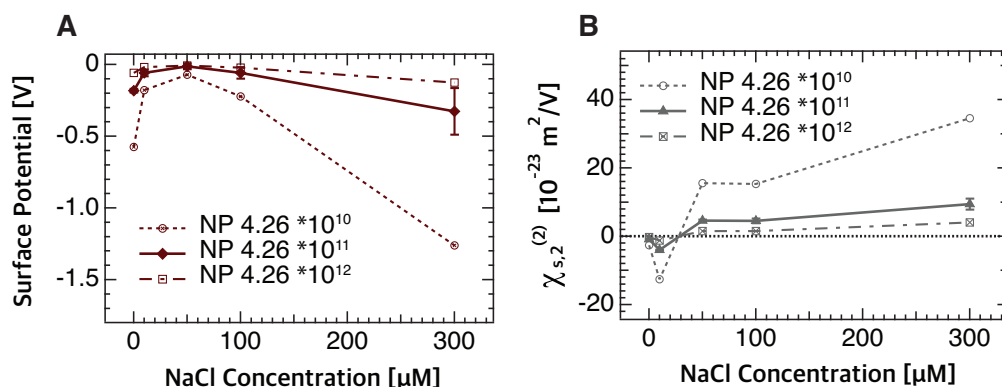 A
Surface Potential [V]
0
-0.5
-1.0
-1.5
NP 4.26 *10¹⁰
NP 4.26 *10¹¹
NP 4.26 *10¹²
0 100 200 300
NaCl Concentration [µM]
B
χs,2⁽²⁾ [10⁻²³ m²/V]
40
20
0
-20
NP 4.26 *10¹⁰
NP 4.26 *10¹¹
NP 4.26 *10¹²
0 100 200 300
NaCl Concentration [µM]